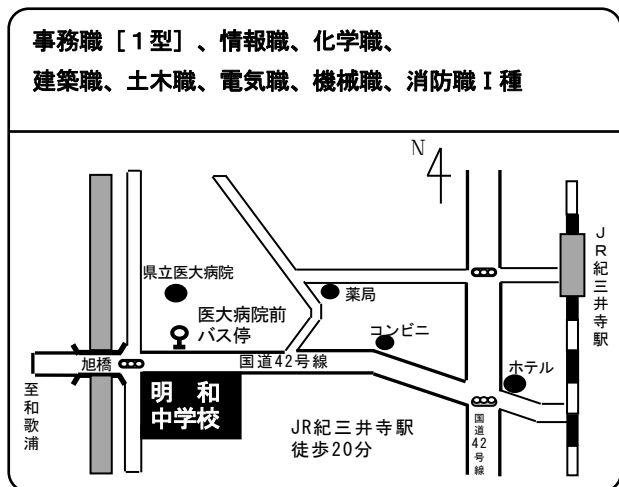 事務職［１型］、情報職、化学職、
建築職、土木職、電気職、機械職、消防職Ⅰ種
N
JR紀三井寺駅
県立医大病院
薬局
医大病院前
バス停
コンビニ
旭橋
国道42号線
ホテル
至和歌浦
明和
中学校
JR紀三井寺駅
徒歩20分
国道42号線